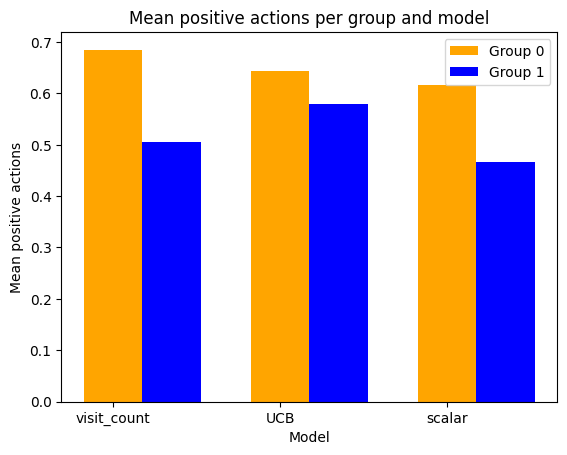 Mean positive actions per group and model
Group 0
Group 1
Mean positive actions
0.7
0.6
0.5
0.4
0.3
0.2
0.1
0.0
visit_count
UCB
scalar
Model